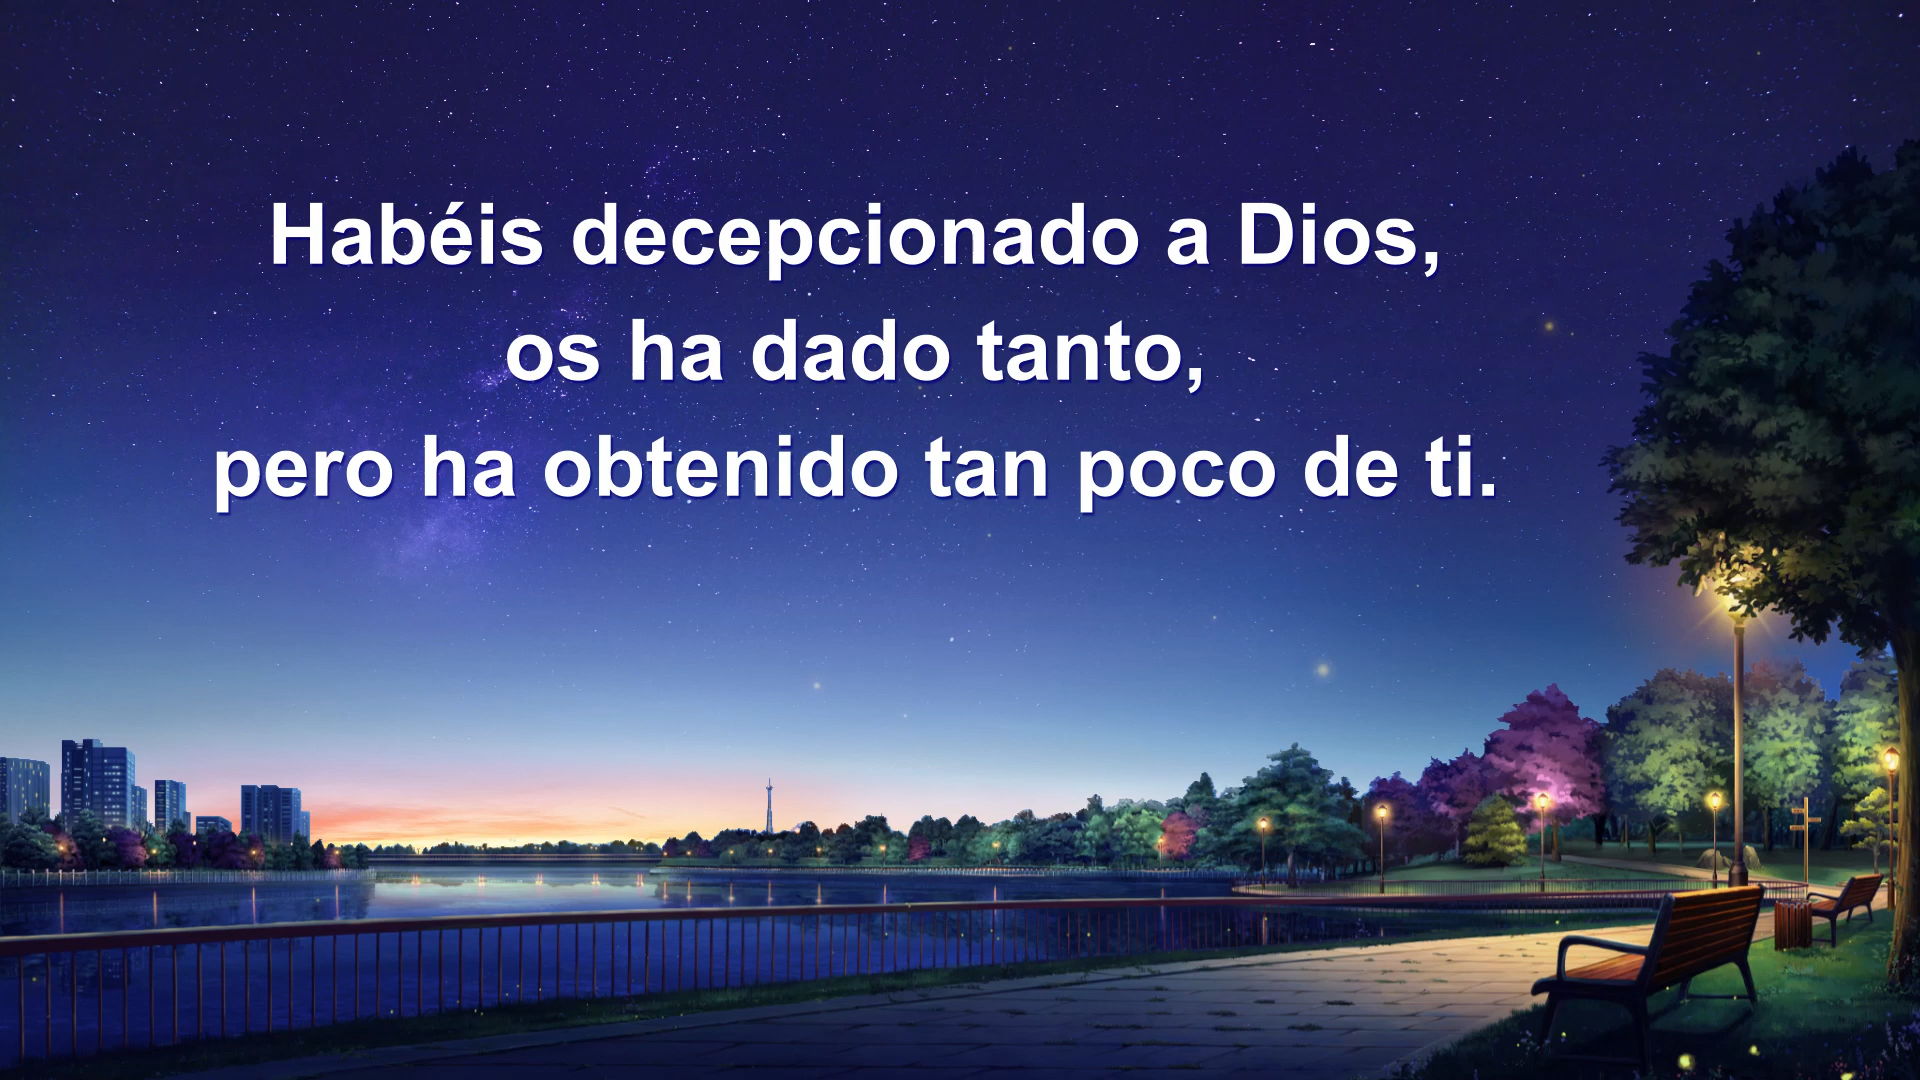 Habéis decepcionado a Dios,
os ha dado tanto,
pero ha obtenido tan poco de ti.